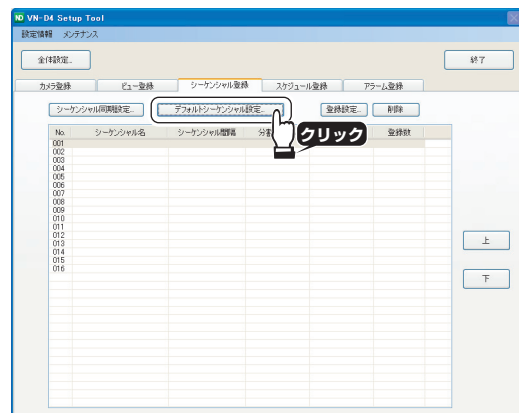 VN-D4 Setup Tool
設定情報 メンテナンス
全体設定...
終了
カメラ登録 ビュー登録 シーケンシャル登録 スケジュール登録 アラーム登録
シーケンシャル同期設定... デフォルトシーケンシャル設定... 登録設定... 削除
No. シーケンシャル名 シーケンシャル間隔 分割 登録数
クリック
001
002
003
004
005
006
007
008
009
010
011
012
013
014
015
016
上
下